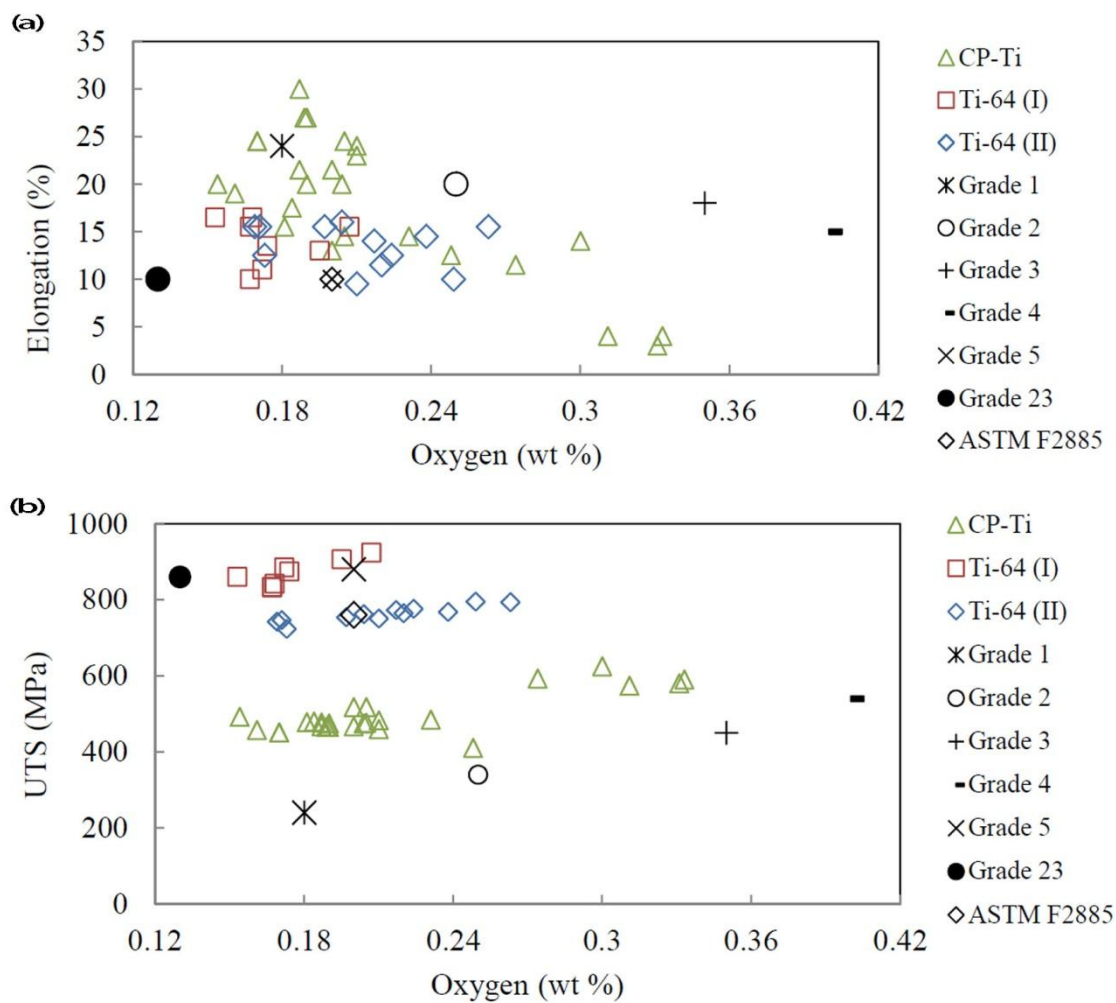 (a)
35
30
25
20
15
10
5
0
Elongation (%)
0.12 0.18 0.24 0.3 0.36 0.42
Oxygen (wt %)
CP-Ti
Ti-64 (I)
Ti-64 (II)
Grade 1
Grade 2
Grade 3
Grade 4
Grade 5
Grade 23
ASTM F2885
(b)
1000
800
600
400
200
0
UTS (MPa)
0.12 0.18 0.24 0.3 0.36 0.42
Oxygen (wt %)
CP-Ti
Ti-64 (I)
Ti-64 (II)
Grade 1
Grade 2
Grade 3
Grade 4
Grade 5
Grade 23
ASTM F2885